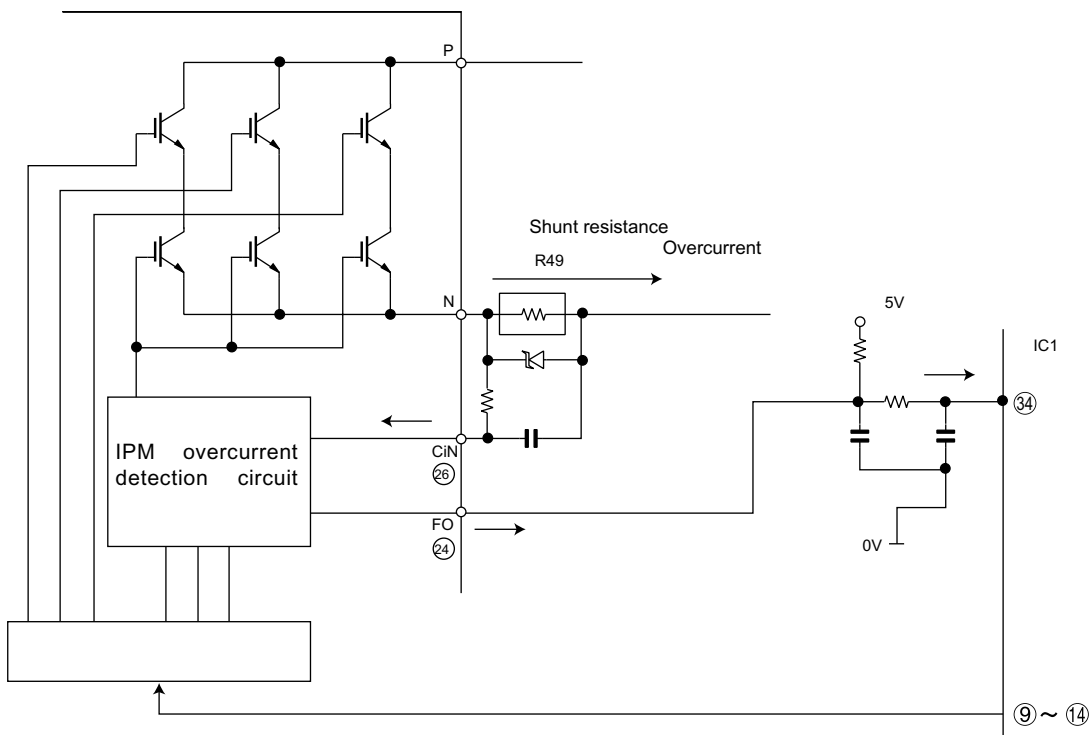 P
Shunt resistance
Overcurrent
R49
N
5V
IC1
34
IPM overcurrent
detection circuit
CiN
26
FO
24
0V
⑨～⑭